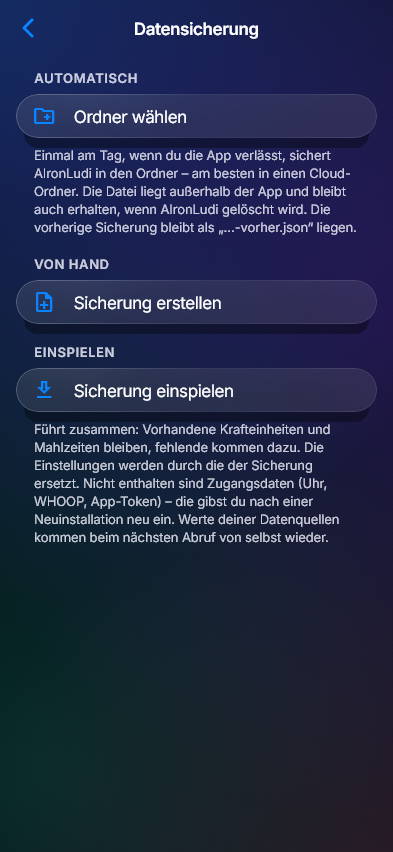 Datensicherung
AUTOMATISCH
Ordner wählen
Einmal am Tag, wenn du die App verlässt, sichert
AIronLudi in den Ordner – am besten in einen Cloud-
Ordner. Die Datei liegt außerhalb der App und bleibt
auch erhalten, wenn AIronLudi gelöscht wird. Die
vorherige Sicherung bleibt als „…-vorher.json“ liegen.
VON HAND
Sicherung erstellen
EINSPIELEN
Sicherung einspielen
Führt zusammen: Vorhandene Krafteinheiten und
Mahlzeiten bleiben, fehlende kommen dazu. Die
Einstellungen werden durch die der Sicherung
ersetzt. Nicht enthalten sind Zugangsdaten (Uhr,
WHOOP, App-Token) – die gibst du nach einer
Neuinstallation neu ein. Werte deiner Datenquellen
kommen beim nächsten Abruf von selbst wieder.